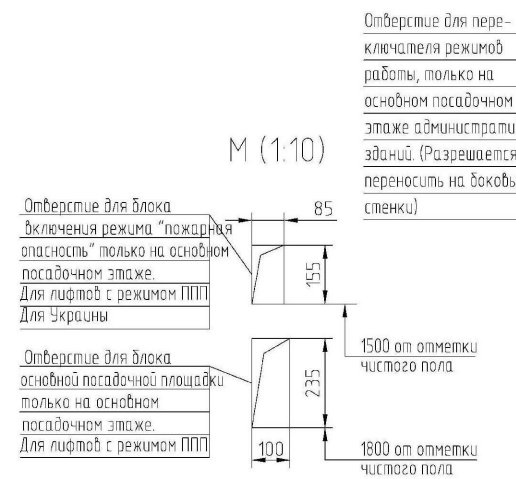 Отверстие для пере-
ключателя режимов
работы, только на
основном посадочном
этаже администрати
зданий. (Разрешается
переносить на боковы
стенки)
М (1:10)
Отверстие для блока
включения режима "пожарная
опасность" только на основном
посадочном этаже.
Для лифтов с режимом ППП
Для Украины
85
155
1500 от отметки
чистого пола
Отверстие для блока
основной посадочной площадки
только на основном
посадочном этаже.
Для лифтов с режимом ППП
235
100
1800 от отметки
чистого пола